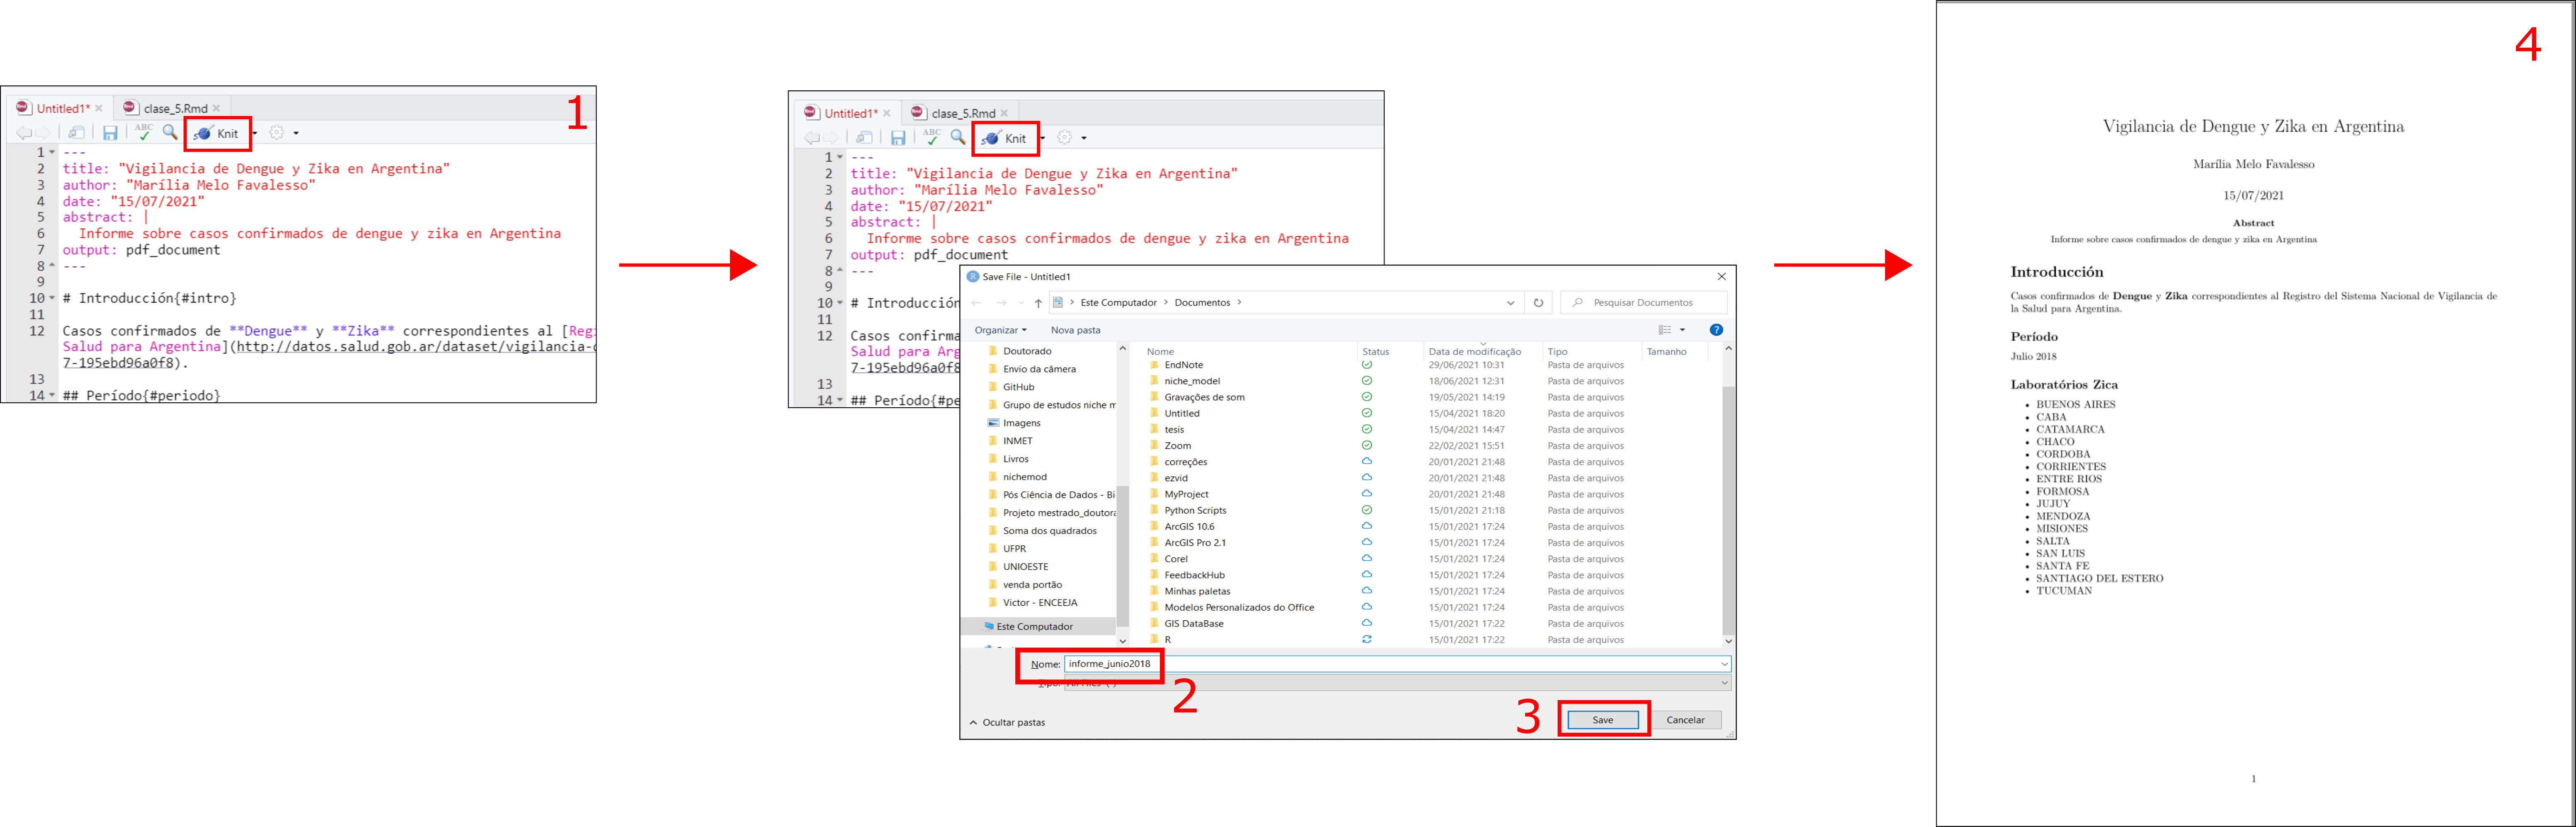 1
Untitled1* × clase_5.Rmd ×
ABC Knit
1 ---
2 title: "Vigilancia de Dengue y Zika en Argentina"
3 author: "Marília Melo Favalesso"
4 date: "15/07/2021"
5 abstract: |
6 Informe sobre casos confirmados de dengue y zika en Argentina
7 output: pdf_document
8 ---
9
10 # Introducción{#intro}
11
12 Casos confirmados de **Dengue** y **Zika** correspondientes al [Regi
Salud para Argentina](http://datos.salud.gob.ar/dataset/vigilancia-d
7-195ebd96a0f8).
13
14 ## Período{#periodo}
Untitled1* × clase_5.Rmd ×
ABC Knit
1 ---
2 title: "Vigilancia de Dengue y Zika en Argentina"
3 author: "Marília Melo Favalesso"
4 date: "15/07/2021"
5 abstract: |
6 Informe sobre casos confirmados de dengue y zika en Argentina
7 output: pdf_document
8 ---
9
10 # Introducción
11
12 Casos confirma
Salud para Arg
7-195ebd96a0f8
13
14 ## Período{#pe
Save File - Untitled1
Este Computador > Documentos >
Pesquisar Documentos
Organizar Nova pasta
Doutorado
Envio da câmera
GitHub
Grupo de estudos niche m
Imagens
INMET
Livros
nichemod
Pós Ciência de Dados - Bi
Projeto mestrado_doutora
Soma dos quadrados
UFPR
UNIOESTE
venda portão
Victor - ENCEEJA
Este Computador
Nome Status Data de modificação Tipo Tamanho
EndNote 29/06/2021 10:31 Pasta de arquivos
niche_model 18/06/2021 12:31 Pasta de arquivos
Gravações de som 19/05/2021 14:19 Pasta de arquivos
Untitled 15/04/2021 18:20 Pasta de arquivos
tesis 15/04/2021 14:47 Pasta de arquivos
Zoom 22/02/2021 15:51 Pasta de arquivos
correções 20/01/2021 21:48 Pasta de arquivos
ezvid 20/01/2021 21:48 Pasta de arquivos
MyProject 20/01/2021 21:48 Pasta de arquivos
Python Scripts 15/01/2021 21:18 Pasta de arquivos
ArcGIS 10.6 15/01/2021 17:24 Pasta de arquivos
ArcGIS Pro 2.1 15/01/2021 17:24 Pasta de arquivos
Corel 15/01/2021 17:24 Pasta de arquivos
FeedbackHub 15/01/2021 17:24 Pasta de arquivos
Minhas paletas 15/01/2021 17:24 Pasta de arquivos
Modelos Personalizados do Office 15/01/2021 17:24 Pasta de arquivos
GIS DataBase 15/01/2021 17:22 Pasta de arquivos
R 15/01/2021 17:22 Pasta de arquivos
Nome: informe_junio2018
2
Ocultar pastas
3
Save Cancelar
4
Vigilancia de Dengue y Zika en Argentina
Marília Melo Favalesso
15/07/2021
Abstract
Informe sobre casos confirmados de dengue y zika en Argentina
Introducción
Casos confirmados de Dengue y Zika correspondientes al Registro del Sistema Nacional de Vigilancia de
la Salud para Argentina.
Período
Julio 2018
Laboratórios Zica
• BUENOS AIRES
• CABA
• CATAMARCA
• CHACO
• CORDOBA
• CORRIENTES
• ENTRE RIOS
• FORMOSA
• JUJUY
• MENDOZA
• MISIONES
• SALTA
• SAN LUIS
• SANTA FE
• SANTIAGO DEL ESTERO
• TUCUMAN
1